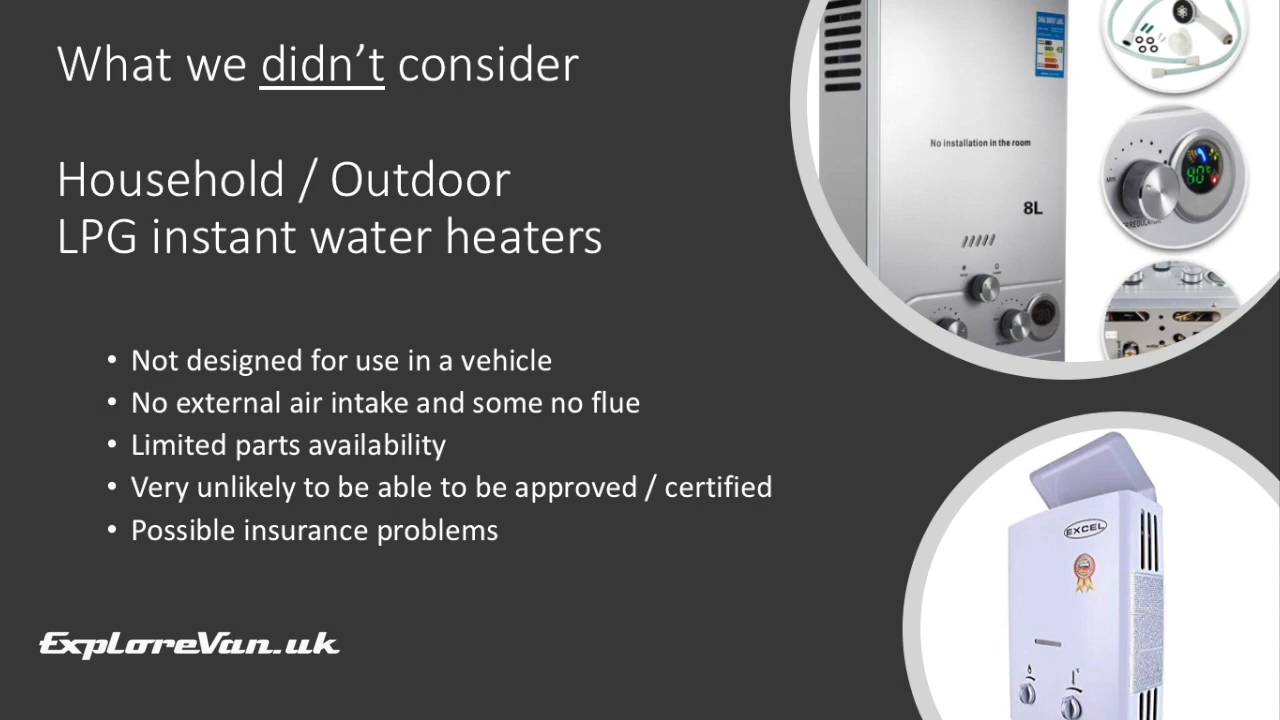 What we didn't consider
Household / Outdoor
LPG instant water heaters
• Not designed for use in a vehicle
• No external air intake and some no flue
• Limited parts availability
• Very unlikely to be able to be approved / certified
• Possible insurance problems
ExploreVan.uk
No installation in the room
8L
MIN
EXCEL